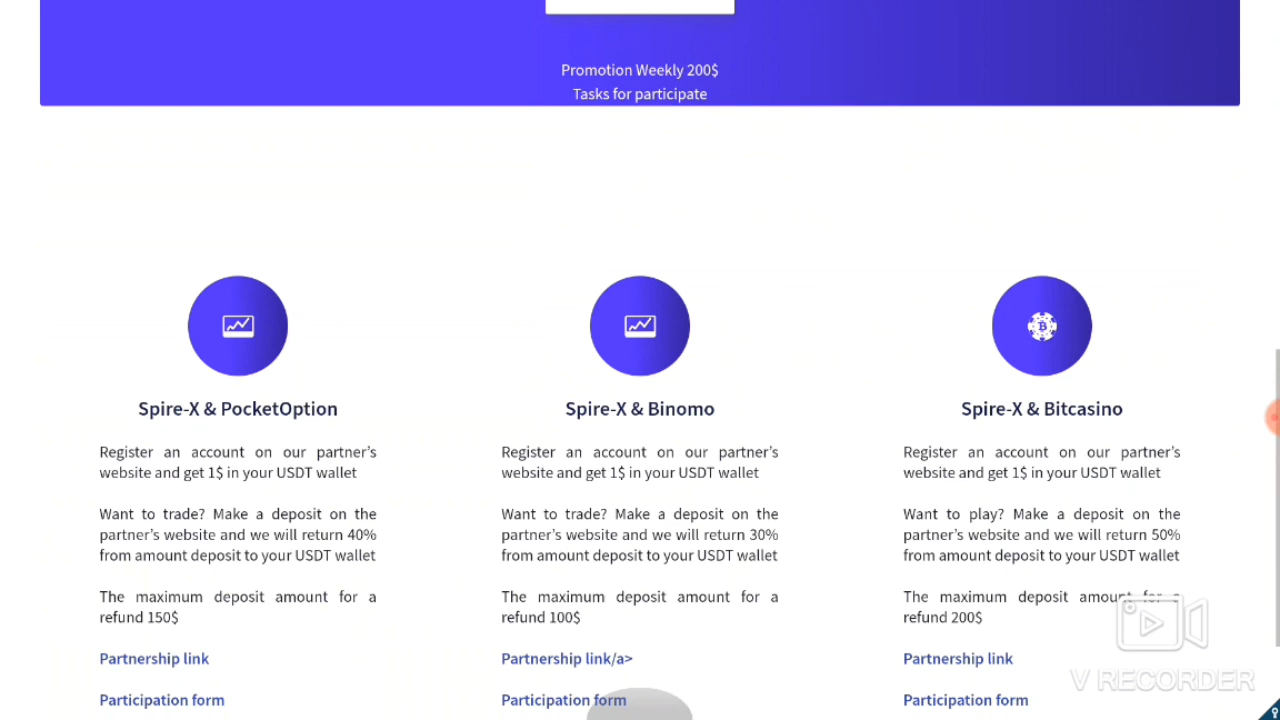 Promotion Weekly 200$
Tasks for participate
Spire-X & PocketOption
Register an account on our partner's
website and get 1$ in your USDT wallet
Want to trade? Make a deposit on the
partner's website and we will return 40%
from amount deposit to your USDT wallet
The maximum deposit amount for a
refund 150$
Partnership link
Participation form
Spire-X & Binomo
Register an account on our partner's
website and get 1$ in your USDT wallet
Want to trade? Make a deposit on the
partner's website and we will return 30%
from amount deposit to your USDT wallet
The maximum deposit amount for a
refund 100$
Partnership link/a>
Participation form
Spire-X & Bitcasino
Register an account on our partner's
website and get 1$ in your USDT wallet
Want to play? Make a deposit on the
partner's website and we will return 50%
from amount deposit to your USDT wallet
The maximum deposit amount for a
refund 200$
Partnership link
Participation form
V RECORDER